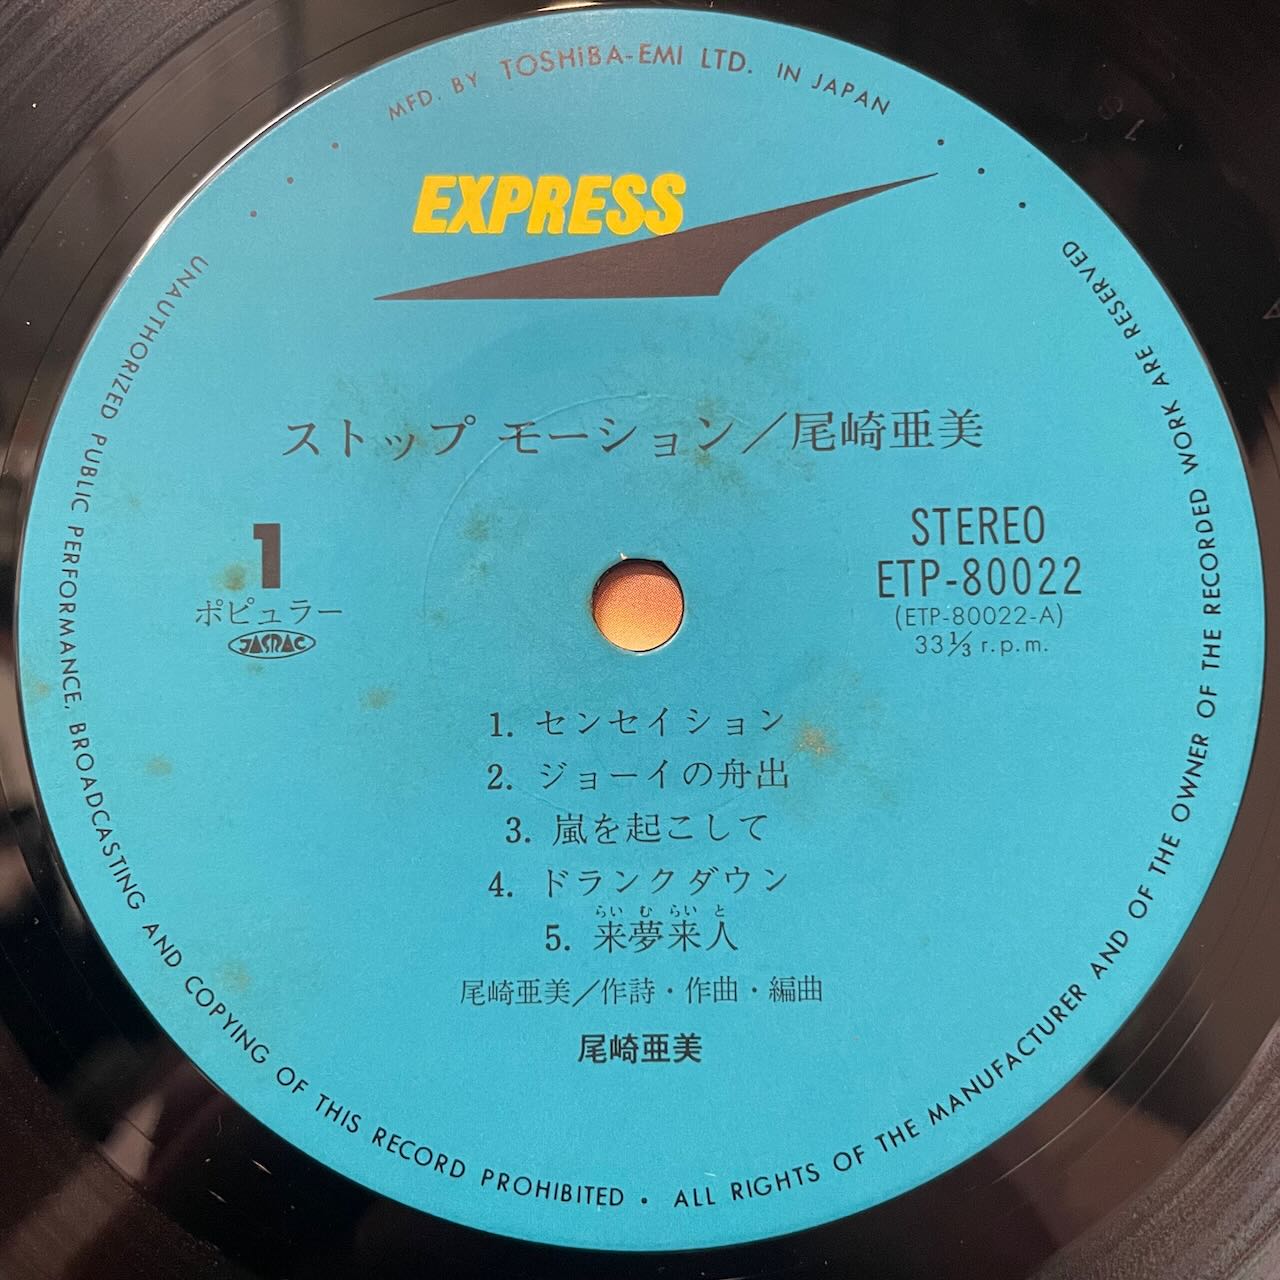 MFD. BY TOSHIBA-EMI LTD. IN JAPAN
EXPRESS
ストップ モーション／尾崎亜美
1
ポピュラー
JASRAC
STEREO
ETP-80022
(ETP-80022-A)
33⅓ r.p.m.
1. センセイション
2. ジョーイの舟出
3. 嵐を起こして
4. ドランクダウン
らい む らい と
5. 来夢来人
尾崎亜美／作詩・作曲・編曲
尾崎亜美
UNAUTHORIZED PUBLIC PERFORMANCE, BROADCASTING AND COPYING OF THIS RECORD PROHIBITED • ALL RIGHTS OF THE MANUFACTURER AND OF THE OWNER OF THE RECORDED WORK ARE RESERVED